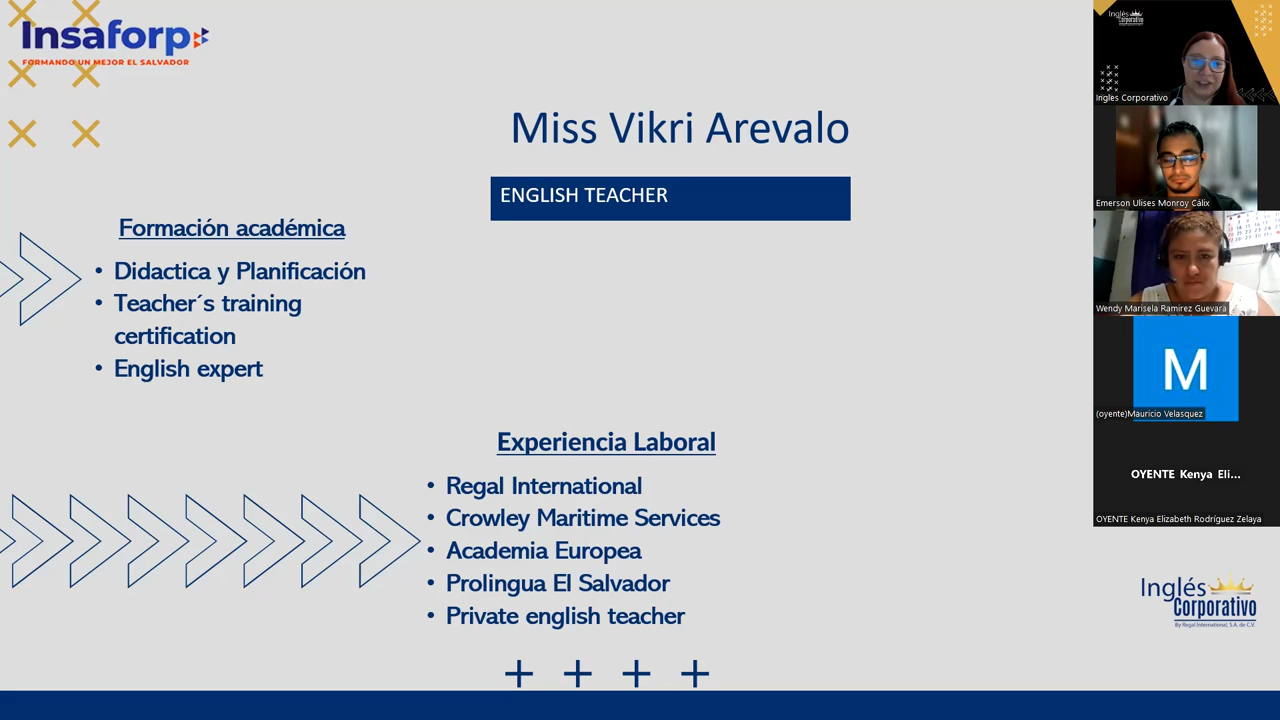 Insaforp
FORMANDO UN MEJOR EL SALVADOR
Miss Vikri Arevalo
ENGLISH TEACHER
Formación académica
• Didactica y Planificación
• Teacher´s training
certification
• English expert
Experiencia Laboral
• Regal International
• Crowley Maritime Services
• Academia Europea
• Prolingua El Salvador
• Private english teacher
Inglés
Corporativo
Inglés Corporativo
Emerson Ulises Monroy Cálix
Wendy Marisela Ramirez Guevara
M
(oyente)Mauricio Velasquez
OYENTE Kenya Eli...
OYENTE Kenya Elizabeth Rodríguez Zelaya
Inglés
Corporativo
By Regal International, S.A. de C.V.